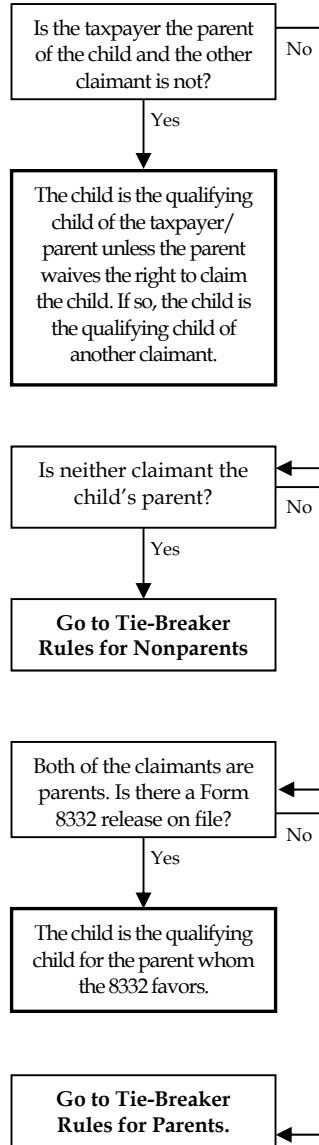 Is the taxpayer the parent
of the child and the other
claimant is not?
No
Yes
The child is the qualifying
child of the taxpayer/
parent unless the parent
waives the right to claim
the child. If so, the child is
the qualifying child of
another claimant.
Is neither claimant the
child's parent?
No
Yes
Go to Tie-Breaker
Rules for Nonparents
Both of the claimants are
parents. Is there a Form
8332 release on file?
No
Yes
The child is the qualifying
child for the parent whom
the 8332 favors.
Go to Tie-Breaker
Rules for Parents.